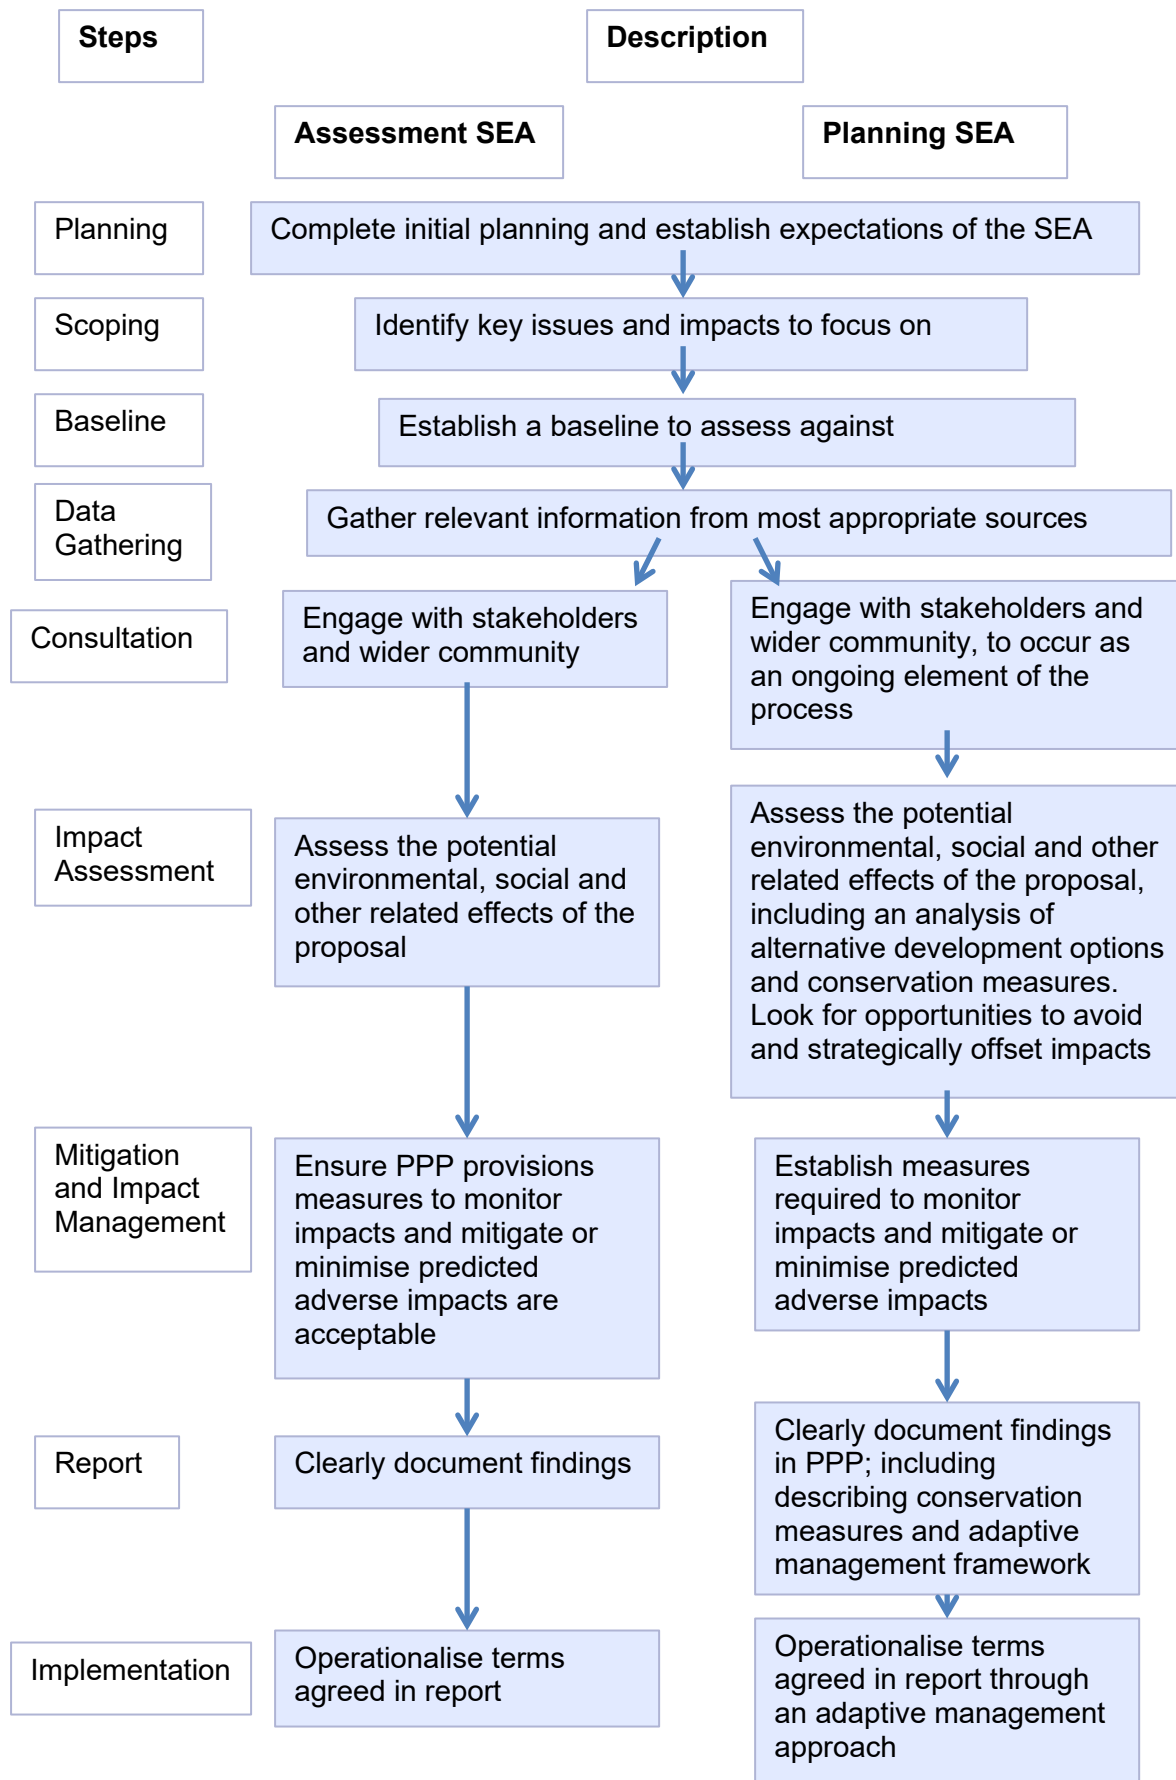 Steps
Description
Assessment SEA
Planning SEA
Planning
Complete initial planning and establish expectations of the SEA
Scoping
Identify key issues and impacts to focus on
Baseline
Establish a baseline to assess against
Data
Gathering
Gather relevant information from most appropriate sources
Consultation
Engage with stakeholders
and wider community
Engage with stakeholders and
wider community, to occur as
an ongoing element of the
process
Impact
Assessment
Assess the potential
environmental, social and
other related effects of the
proposal
Assess the potential
environmental, social and other
related effects of the proposal,
including an analysis of
alternative development options
and conservation measures.
Look for opportunities to avoid
and strategically offset impacts
Mitigation
and Impact
Management
Ensure PPP provisions
measures to monitor
impacts and mitigate or
minimise predicted
adverse impacts are
acceptable
Establish measures
required to monitor
impacts and mitigate or
minimise predicted
adverse impacts
Report
Clearly document findings
Clearly document findings
in PPP; including
describing conservation
measures and adaptive
management framework
Implementation
Operationalise terms
agreed in report
Operationalise terms
agreed in report through
an adaptive management
approach